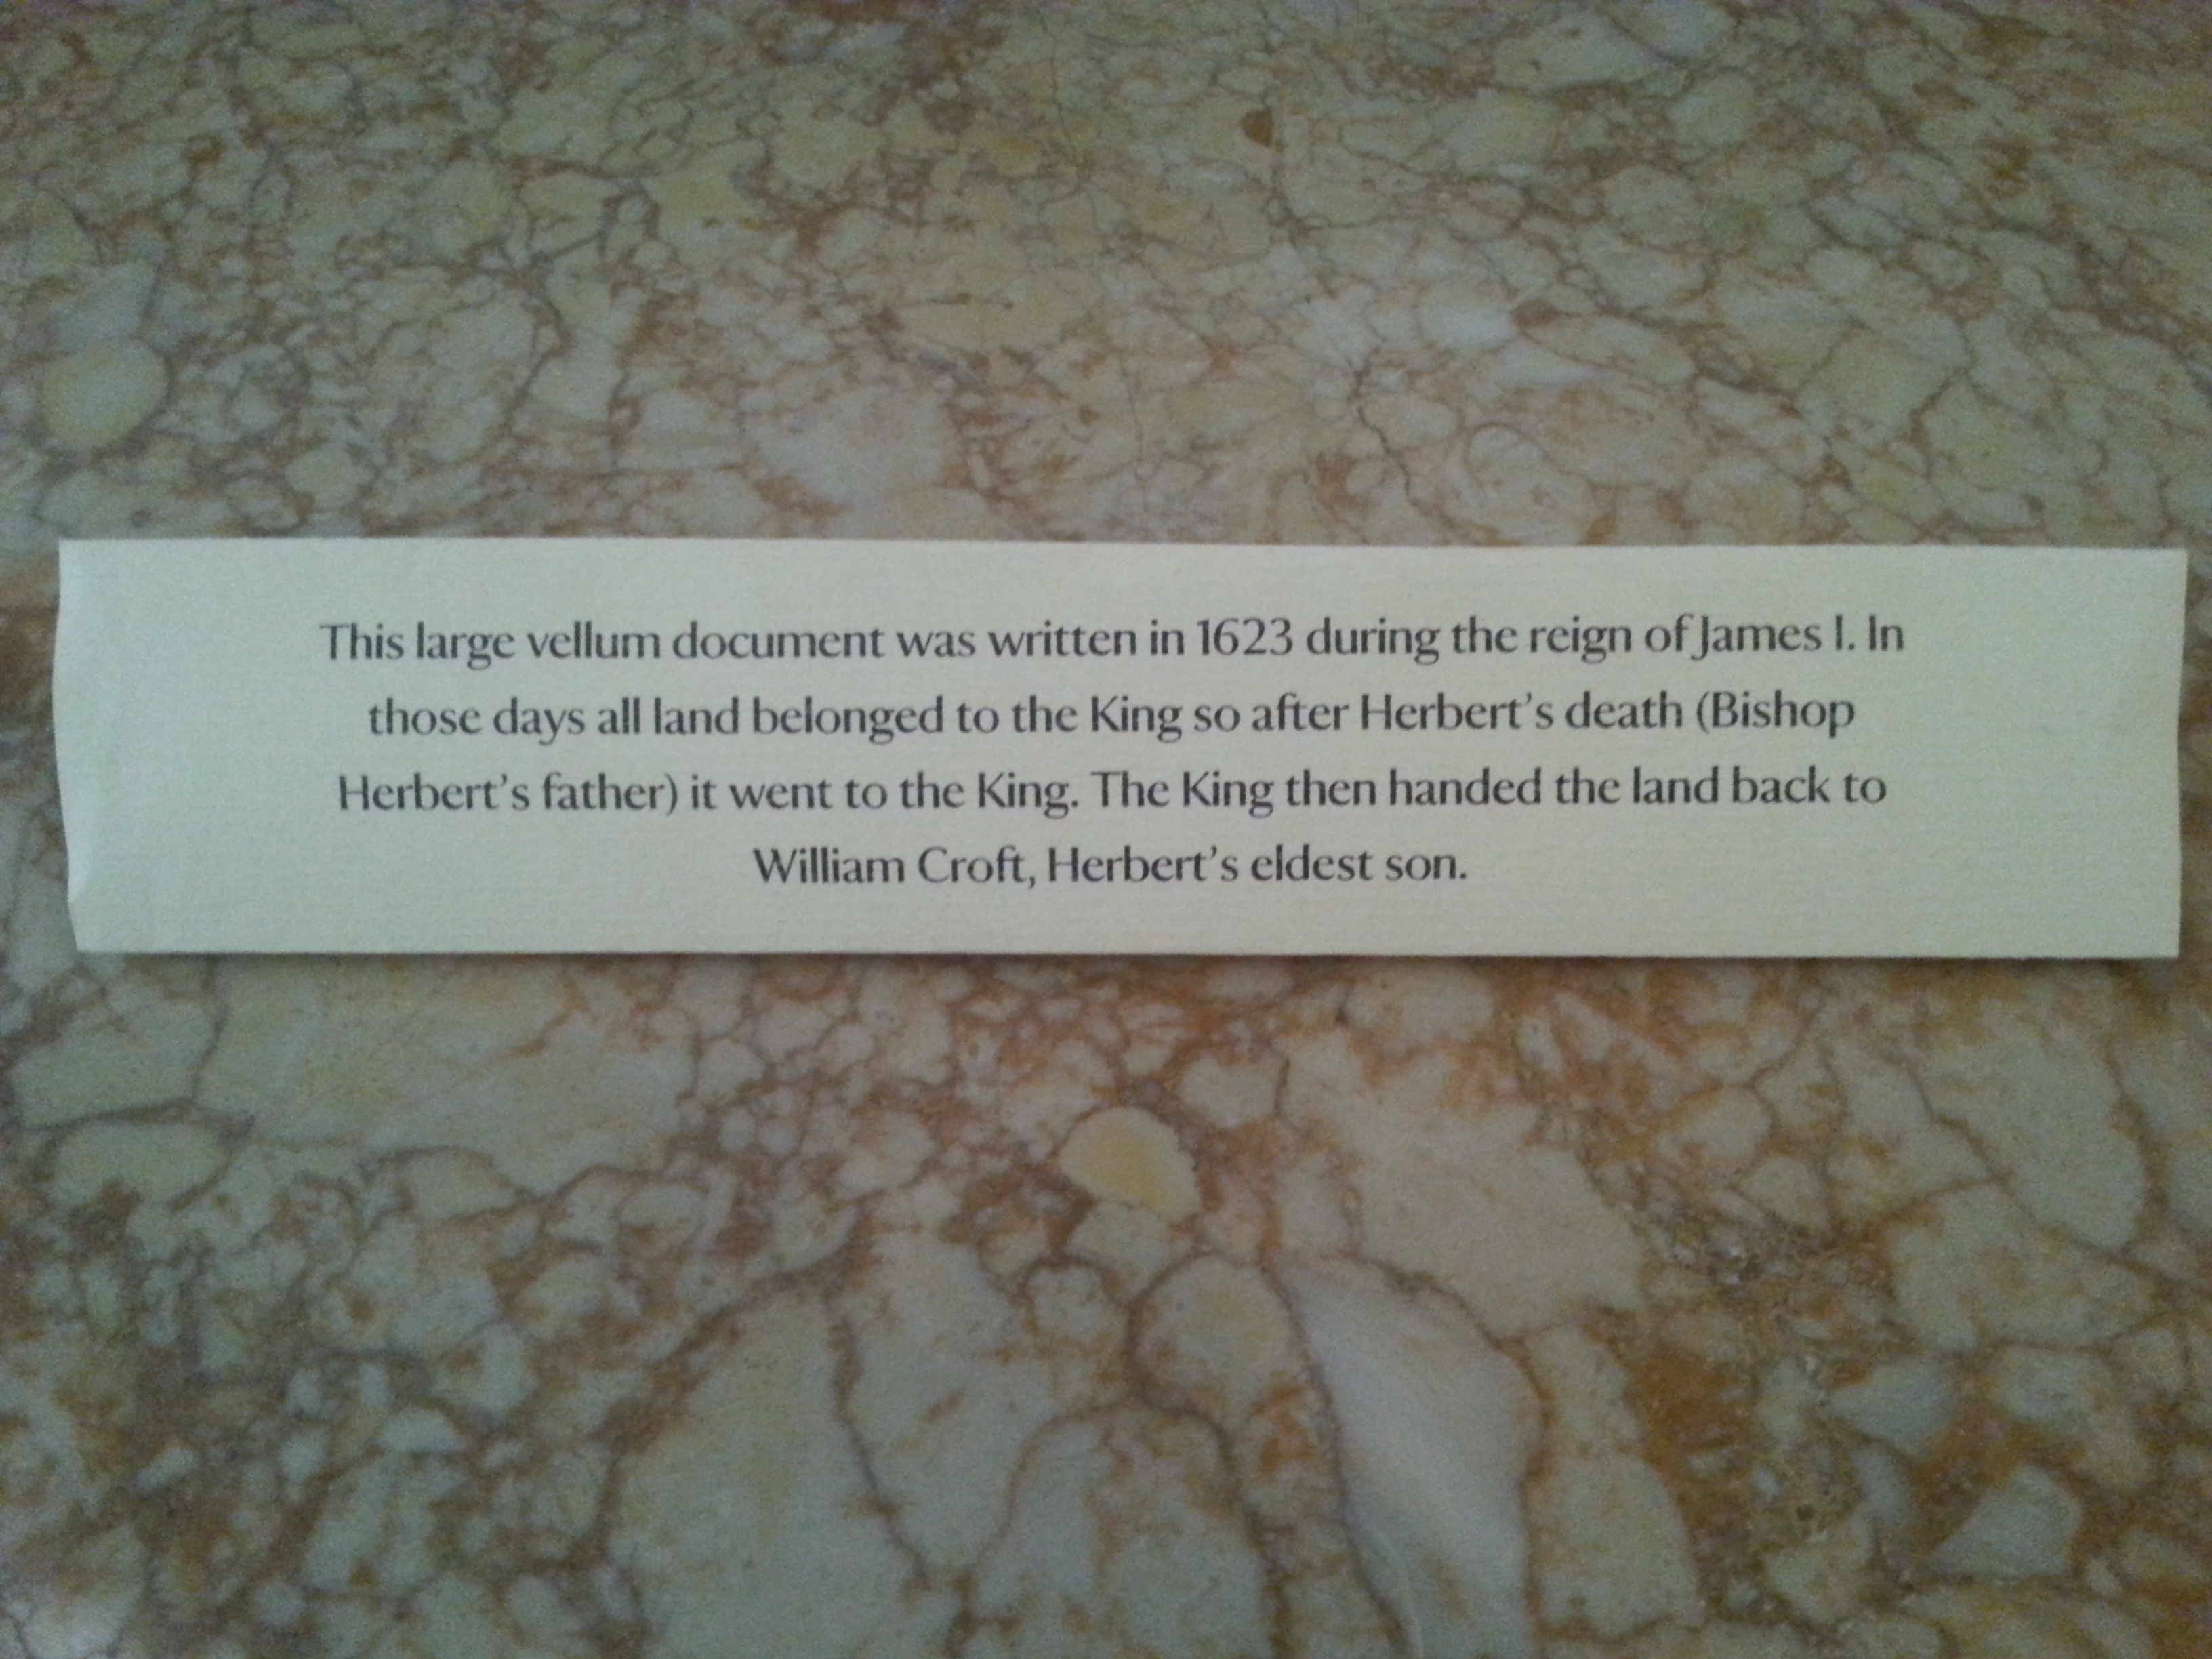 This large vellum document was written in 1623 during the reign of James I. In
those days all land belonged to the King so after Herbert's death (Bishop
Herbert's father) it went to the King. The King then handed the land back to
William Croft, Herbert's eldest son.